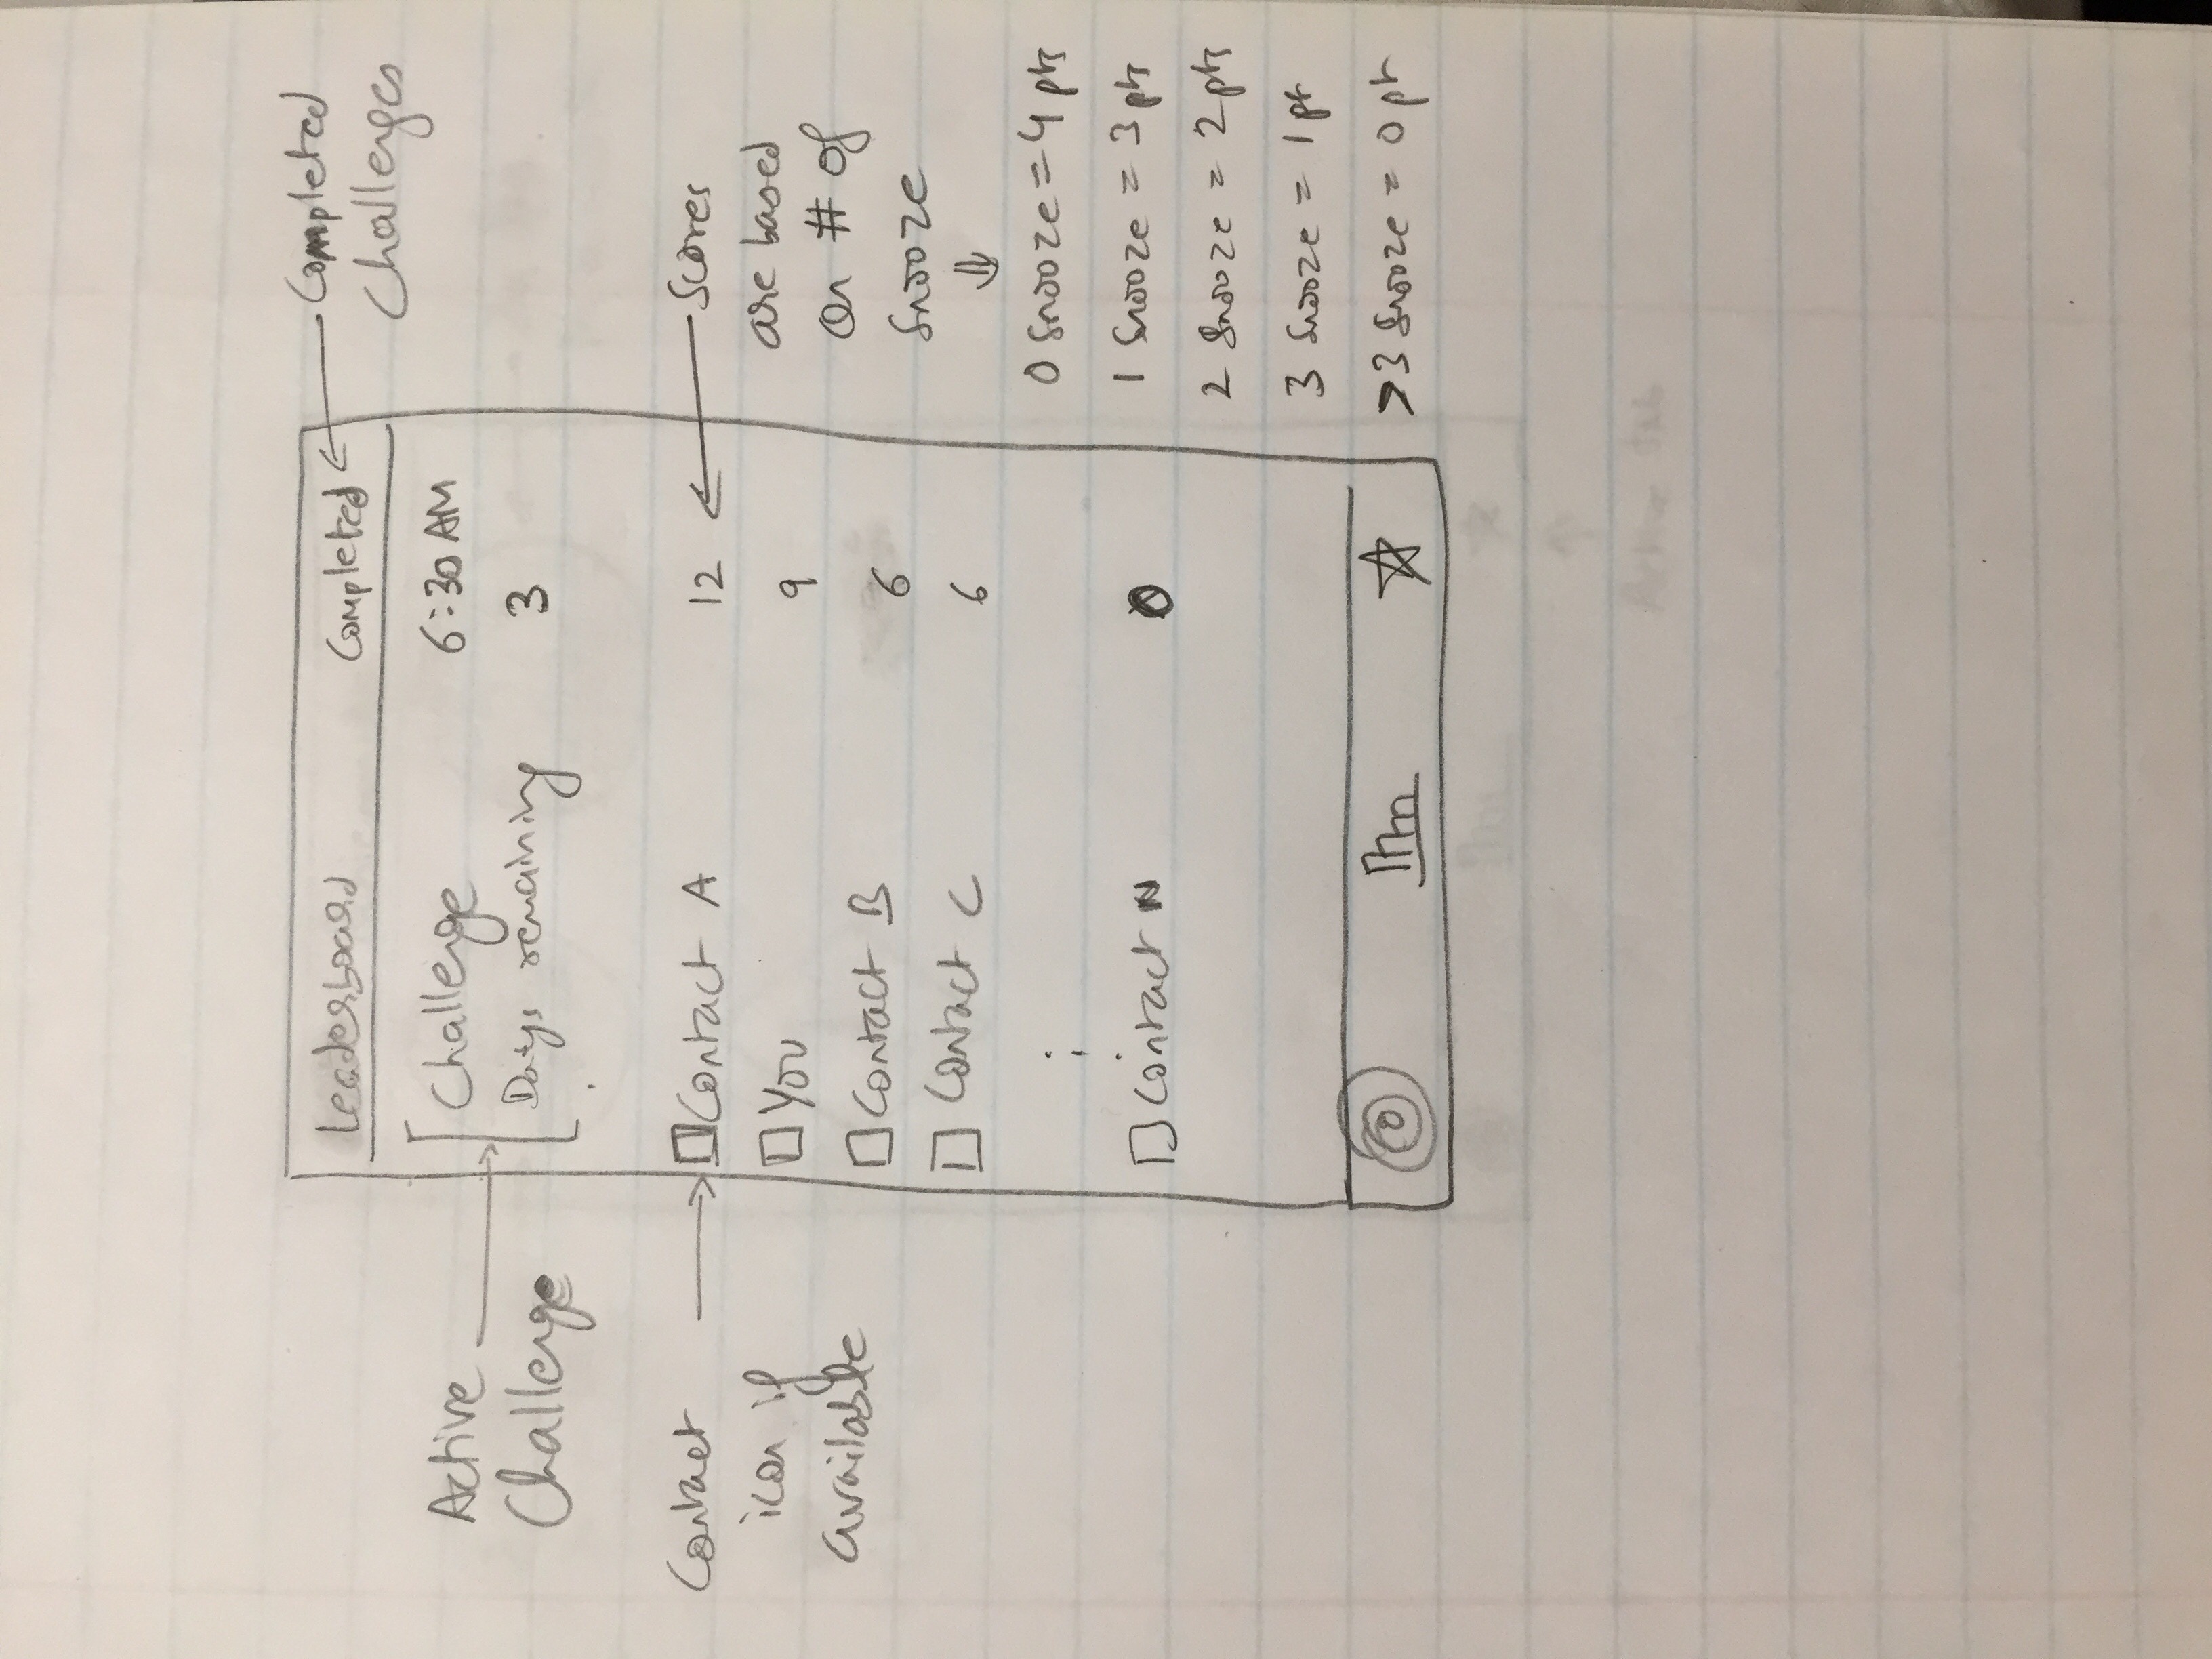 Leaderboard Completed
Completed
Challenges
Challenge 6:30 AM
Days remaining 3
Active
Challenge
Contact A 12
You 9
Contact B 6
Contact C 6
Contact N 0
Contact
icon if
available
Scores
are based
on # of
Snooze
0 Snooze = 4 pts
1 Snooze = 3 pts
2 Snooze = 2 pts
3 Snooze = 1 pt
>3 Snooze = 0 pt
Active tab